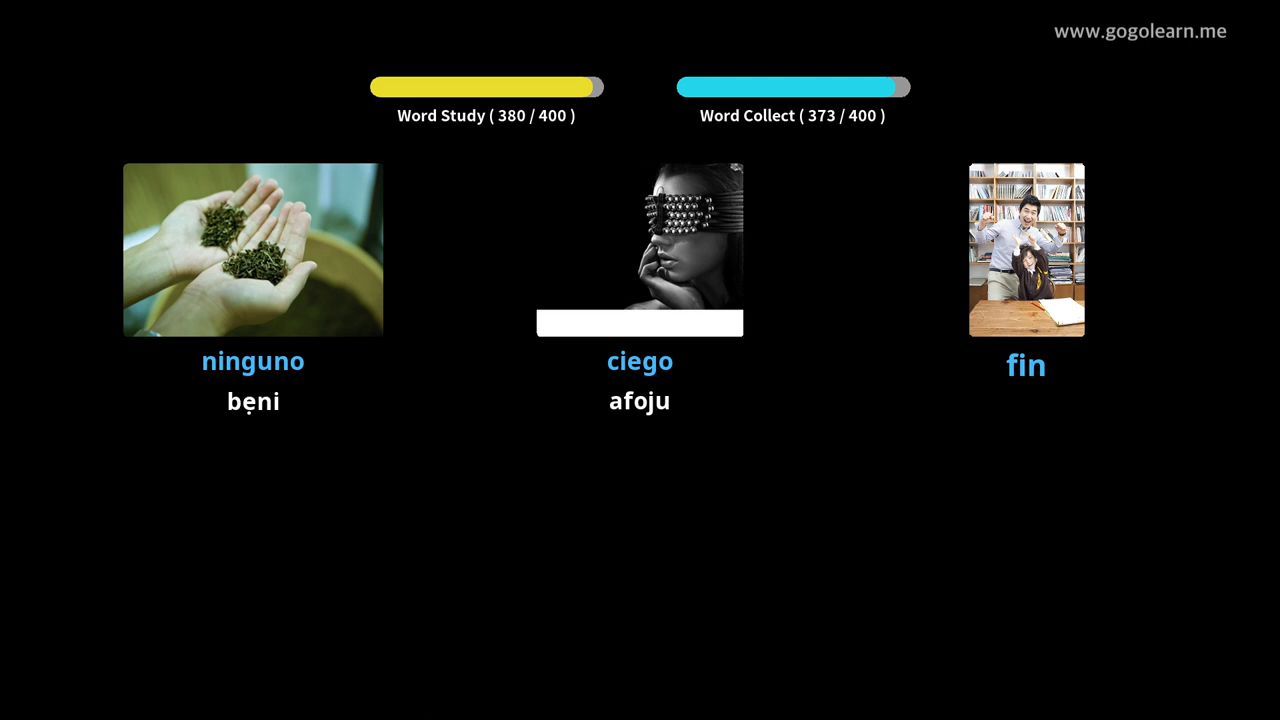 www.gogolearn.me
Word Study ( 380 / 400 )
Word Collect ( 373 / 400 )
ninguno
bẹni
ciego
afoju
fin